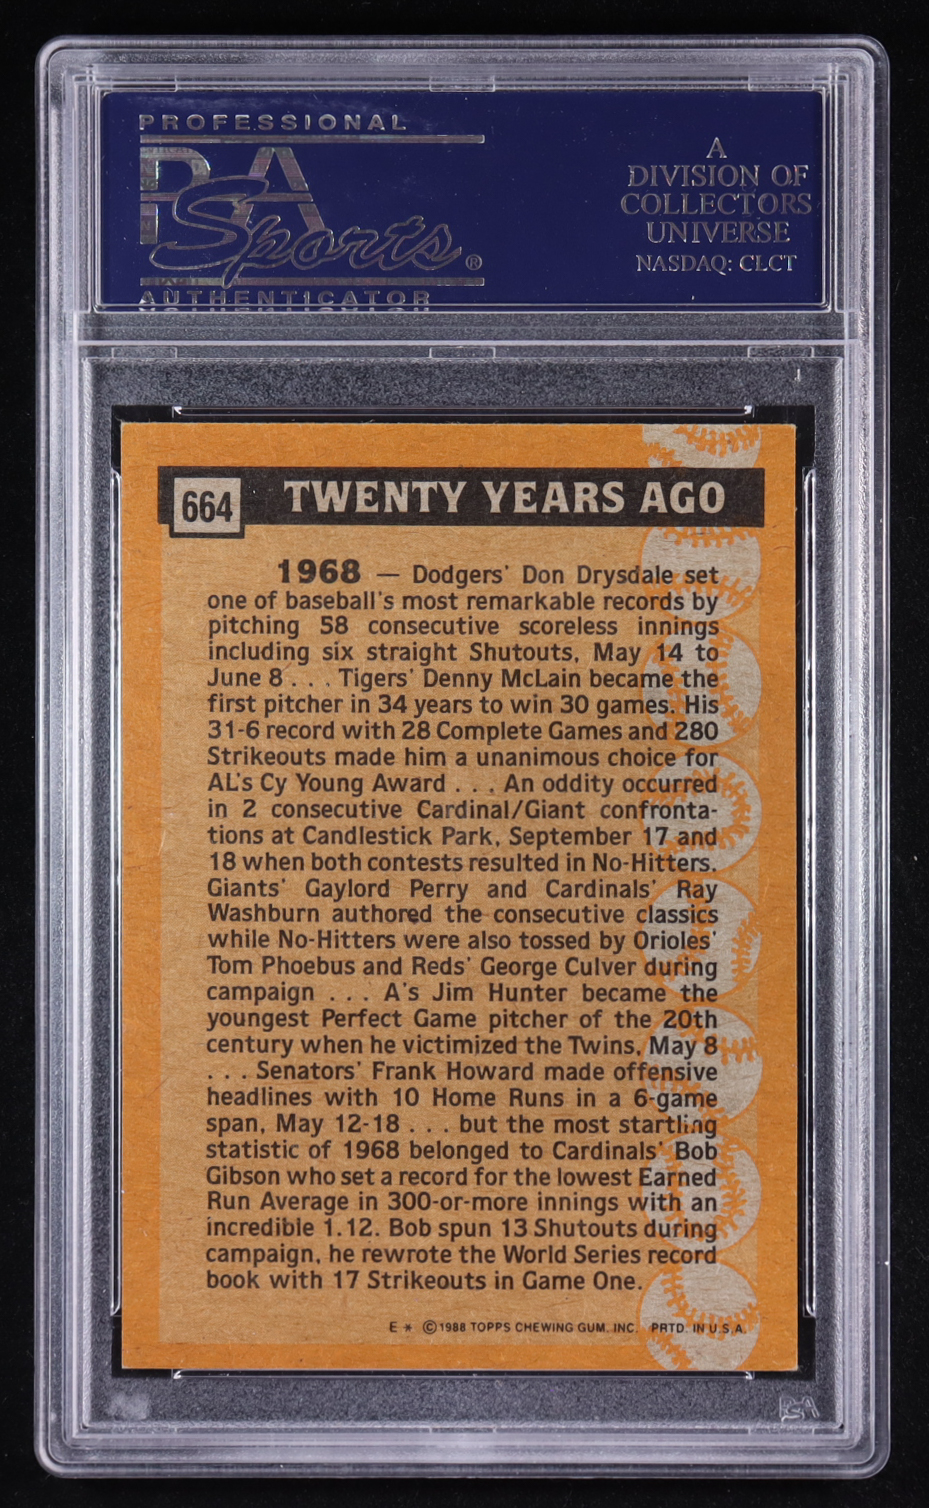 PROFESSIONAL
PSA
Sports®
AUTHENTICATOR
A
DIVISION OF
COLLECTORS
UNIVERSE
NASDAQ: CLCT
664
TWENTY YEARS AGO
1968 — Dodgers' Don Drysdale set
one of baseball's most remarkable records by
pitching 58 consecutive scoreless innings
including six straight Shutouts, May 14 to
June 8 . . . Tigers' Denny McLain became the
first pitcher in 34 years to win 30 games. His
31-6 record with 28 Complete Games and 280
Strikeouts made him a unanimous choice for
AL's Cy Young Award . . . An oddity occurred
in 2 consecutive Cardinal/Giant confronta-
tions at Candlestick Park, September 17 and
18 when both contests resulted in No-Hitters.
Giants' Gaylord Perry and Cardinals' Ray
Washburn authored the consecutive classics
while No-Hitters were also tossed by Orioles'
Tom Phoebus and Reds' George Culver during
campaign . . . A's Jim Hunter became the
youngest Perfect Game pitcher of the 20th
century when he victimized the Twins, May 8
. . . Senators' Frank Howard made offensive
headlines with 10 Home Runs in a 6-game
span, May 12-18 . . . but the most startling
statistic of 1968 belonged to Cardinals' Bob
Gibson who set a record for the lowest Earned
Run Average in 300-or-more innings with an
incredible 1.12. Bob spun 13 Shutouts during
campaign, he rewrote the World Series record
book with 17 Strikeouts in Game One.
E * ©1988 TOPPS CHEWING GUM, INC. PRTD. IN U.S.A.
PSA